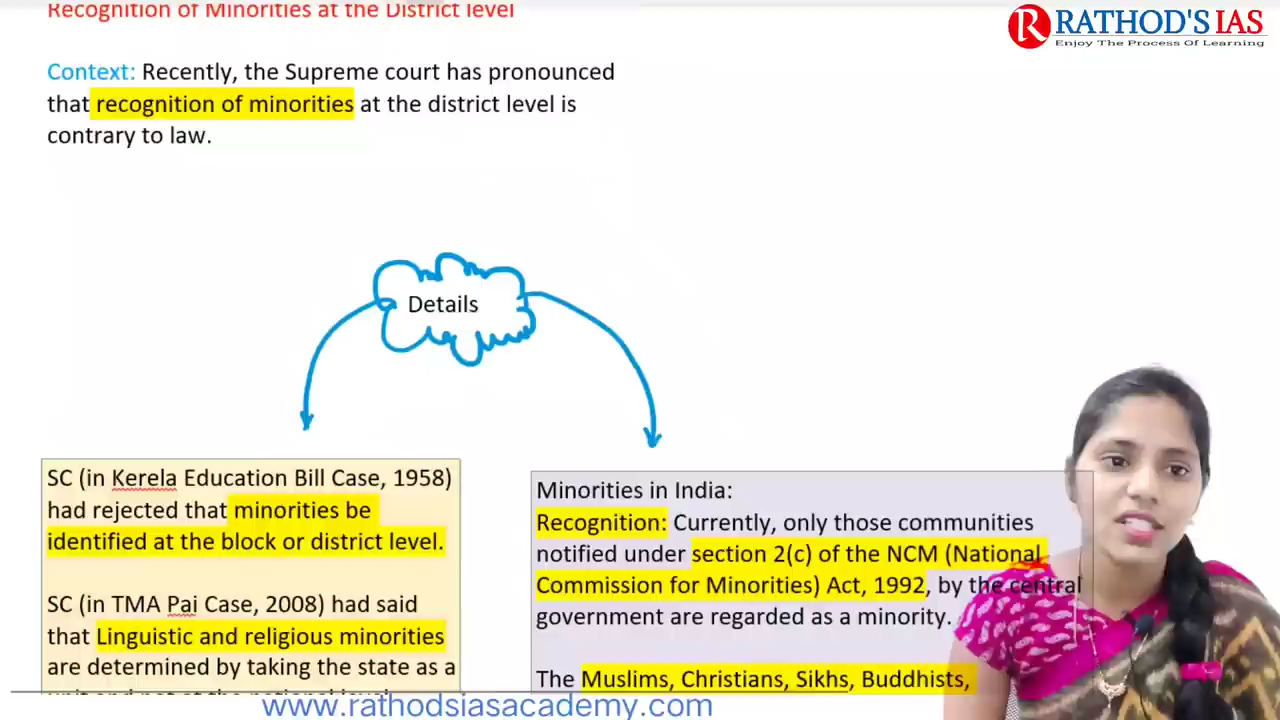 Recognition of Minorities at the District level
RATHOD'S IAS
Enjoy The Process Of Learning
Context: Recently, the Supreme court has pronounced
that recognition of minorities at the district level is
contrary to law.
Details
SC (in Kerela Education Bill Case, 1958)
had rejected that minorities be
identified at the block or district level.
SC (in TMA Pai Case, 2008) had said
that Linguistic and religious minorities
are determined by taking the state as a
Minorities in India:
Recognition: Currently, only those communities
notified under section 2(c) of the NCM (National
Commission for Minorities) Act, 1992, by the central
government are regarded as a minority.
The Muslims, Christians, Sikhs, Buddhists,
www.rathodsiasacademy.com